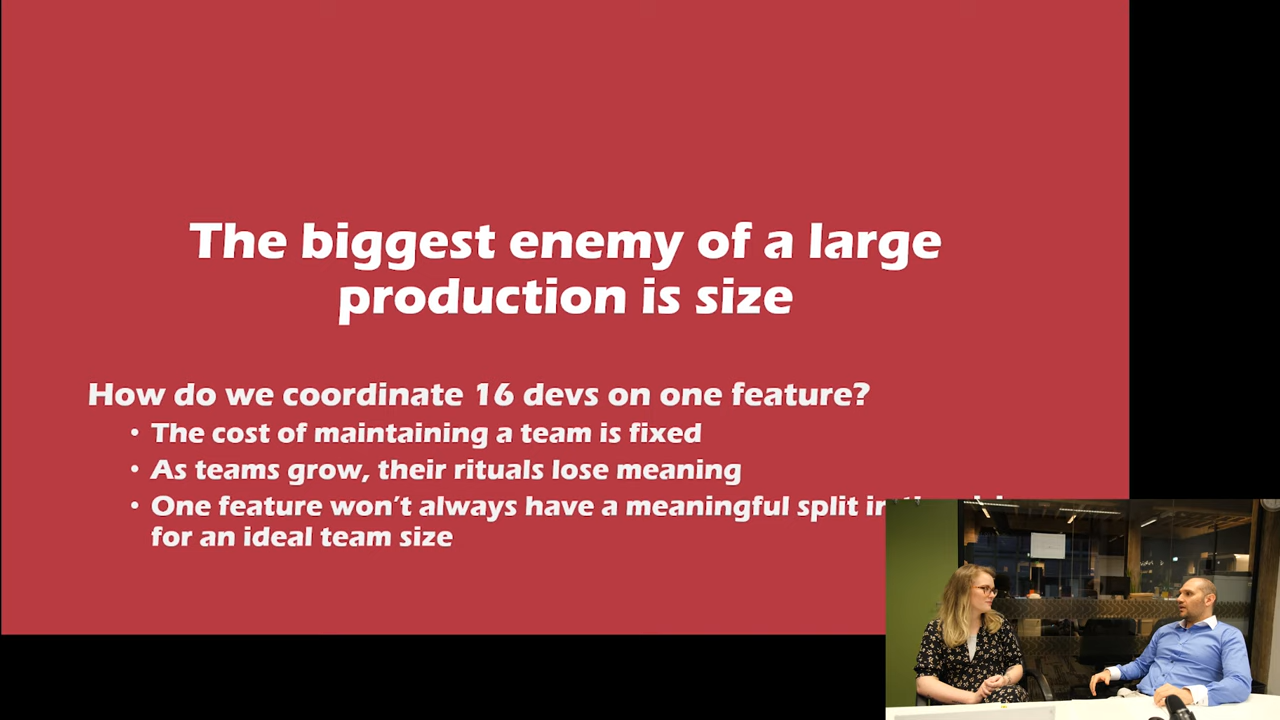 The biggest enemy of a large
production is size
How do we coordinate 16 devs on one feature?
• The cost of maintaining a team is fixed
• As teams grow, their rituals lose meaning
• One feature won't always have a meaningful split in
for an ideal team size